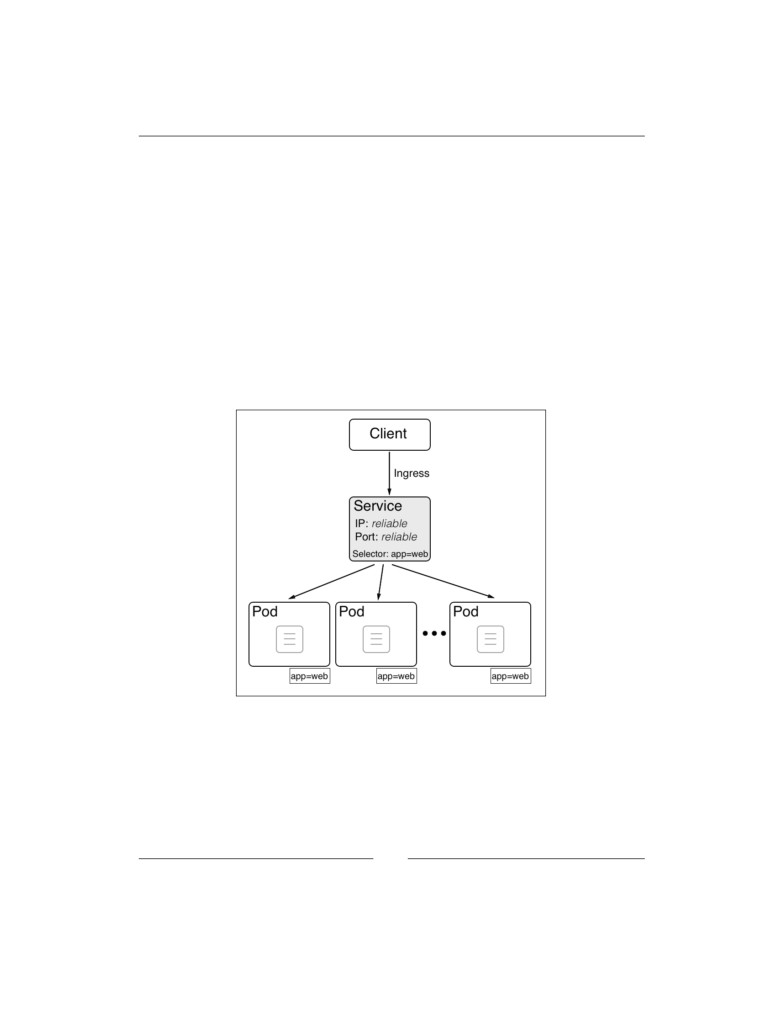 Client
Ingress
Service
IP: reliable
Port: reliable
Selector: app=web
Pod
Pod
Pod
app=web
app=web
app=web